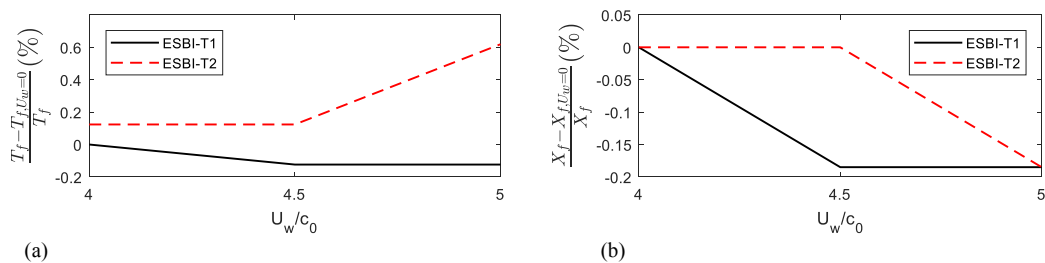 ESBI-T1
ESBI-T2
0.6
0.4
0.2
0
-0.2
4
4.5
5
U_w/c_0
\frac{T_f - T_{f,U_w=0}}{T_f} (%)
(a)
ESBI-T1
ESBI-T2
0.05
0
-0.05
-0.1
-0.15
-0.2
4
4.5
5
U_w/c_0
\frac{X_f - X_{f,U_w=0}}{X_f} (%)
(b)